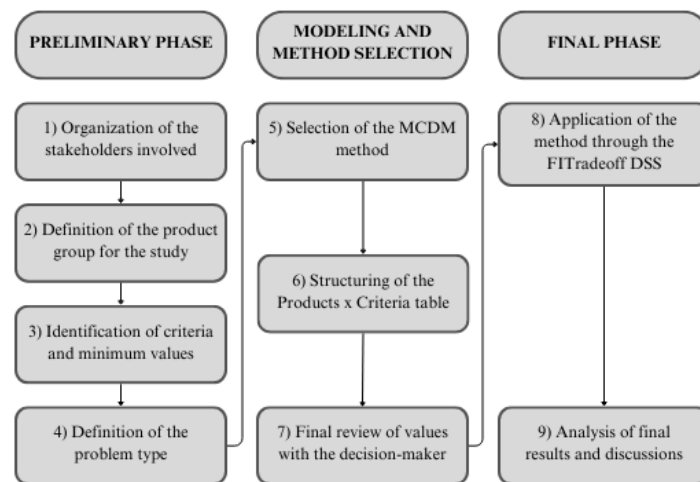 PRELIMINARY PHASE
1) Organization of the
stakeholders involved
2) Definition of the product
group for the study
3) Identification of criteria
and minimum values
4) Definition of the
problem type
MODELING AND
METHOD SELECTION
5) Selection of the MCDM
method
6) Structuring of the
Products x Criteria table
7) Final review of values
with the decision-maker
FINAL PHASE
8) Application of the
method through the
FITradeoff DSS
9) Analysis of final
results and discussions